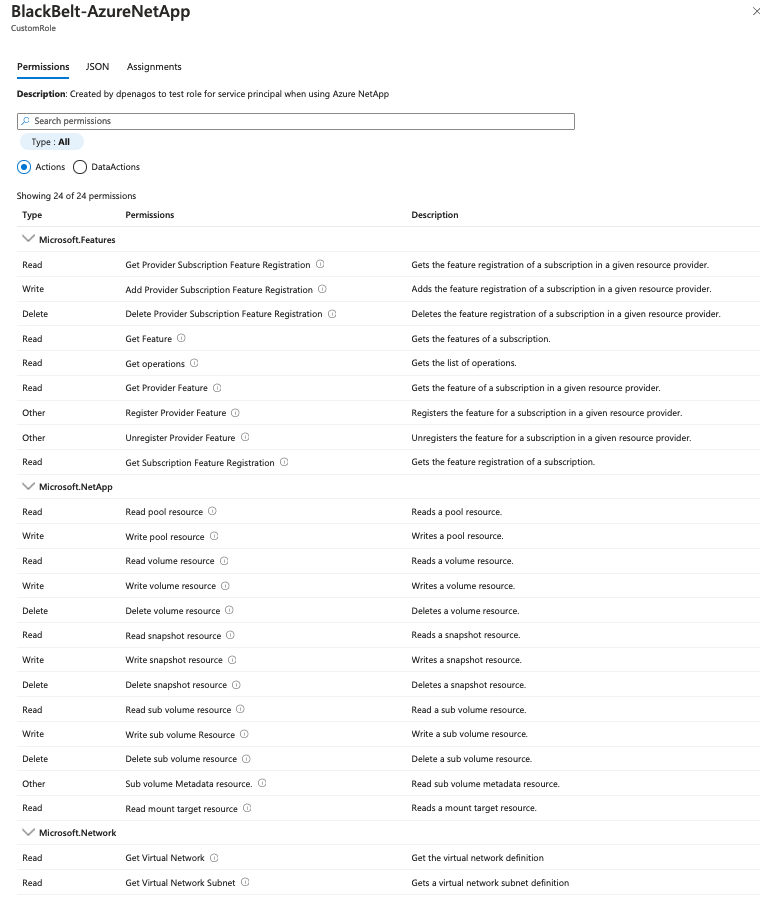 BlackBelt-AzureNetApp
CustomRole
Permissions JSON Assignments
Description: Created by dpenagos to test role for service principal when using Azure NetApp
Search permissions
Type : All
Actions DataActions
Showing 24 of 24 permissions
Type Permissions Description
Microsoft.Features
Read Get Provider Subscription Feature Registration Gets the feature registration of a subscription in a given resource provider.
Write Add Provider Subscription Feature Registration Adds the feature registration of a subscription in a given resource provider.
Delete Delete Provider Subscription Feature Registration Deletes the feature registration of a subscription in a given resource provider.
Read Get Feature Gets the features of a subscription.
Read Get operations Gets the list of operations.
Read Get Provider Feature Gets the feature of a subscription in a given resource provider.
Other Register Provider Feature Registers the feature for a subscription in a given resource provider.
Other Unregister Provider Feature Unregisters the feature for a subscription in a given resource provider.
Read Get Subscription Feature Registration Gets the feature registration of a subscription.
Microsoft.NetApp
Read Read pool resource Reads a pool resource.
Write Write pool resource Writes a pool resource.
Read Read volume resource Reads a volume resource.
Write Write volume resource Writes a volume resource.
Delete Delete volume resource Deletes a volume resource.
Read Read snapshot resource Reads a snapshot resource.
Write Write snapshot resource Writes a snapshot resource.
Delete Delete snapshot resource Deletes a snapshot resource.
Read Read sub volume resource Read a sub volume resource.
Write Write sub volume Resource Write a sub volume resource.
Delete Delete sub volume resource Delete a sub volume resource.
Other Sub volume Metadata resource. Read sub volume metadata resource.
Read Read mount target resource Reads a mount target resource.
Microsoft.Network
Read Get Virtual Network Get the virtual network definition
Read Get Virtual Network Subnet Gets a virtual network subnet definition